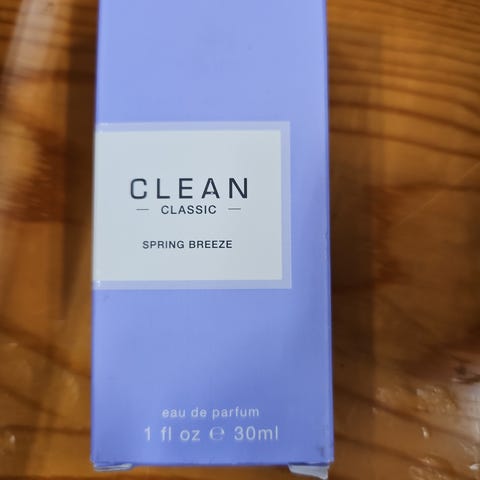 CLEAN
— CLASSIC —
SPRING BREEZE
eau de parfum
1 fl oz ℮ 30ml